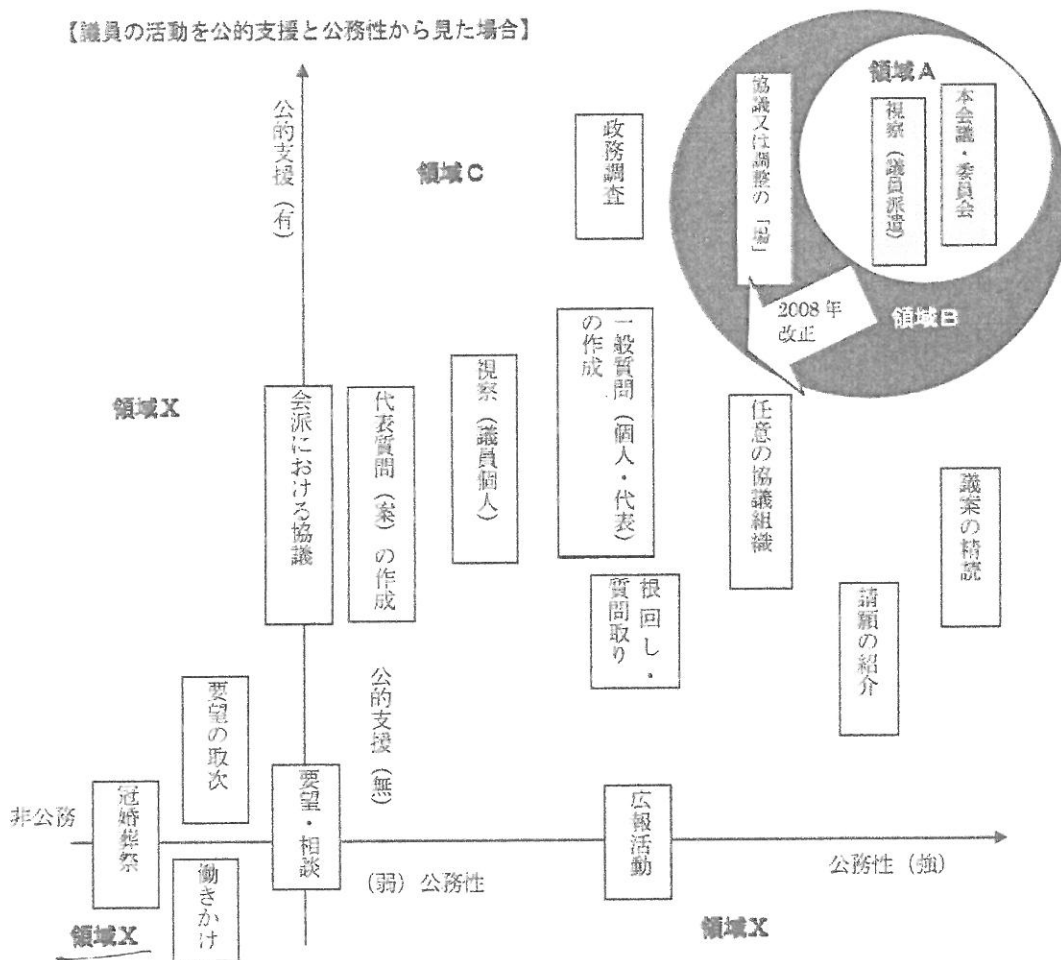 【議員の活動を公的支援と公務性から見た場合】
公的支援(有)
領域C
政務調査
協議又は調整の「場」
領域A
視察(議員派遣)
本会議・委員会
2008年
改正
領域B
領域X
会派における協議
代表質問(案)の作成
視察(議員個人)
一般質問(個人・代表)
の作成
根回し・
質問取り
任意の協議組織
請願の紹介
議案の精読
要望の取次
公的支援(無)
非公務
冠婚葬祭
働きかけ
要望・相談
(弱)公務性
広報活動
公務性(強)
領域X
領域X